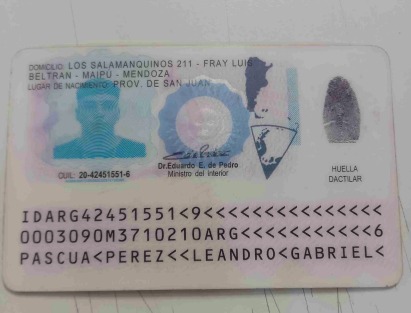 DOMICILIO: LOS SALAMANQUINOS 211 - FRAY LUIS
BELTRAN - MAIPU - MENDOZA
LUGAR DE NACIMIENTO: PROV. DE SAN JUAN
CUIL: 20-42451551-6
Dr. Eduardo E. de Pedro
Ministro del interior
HUELLA
DACTILAR
IDARG42451551<9<<<<<<<<<<<<<<<
0003090M3710210ARG<<<<<<<<<<<6
PASCUA<PEREZ<<LEANDRO<GABRIEL<